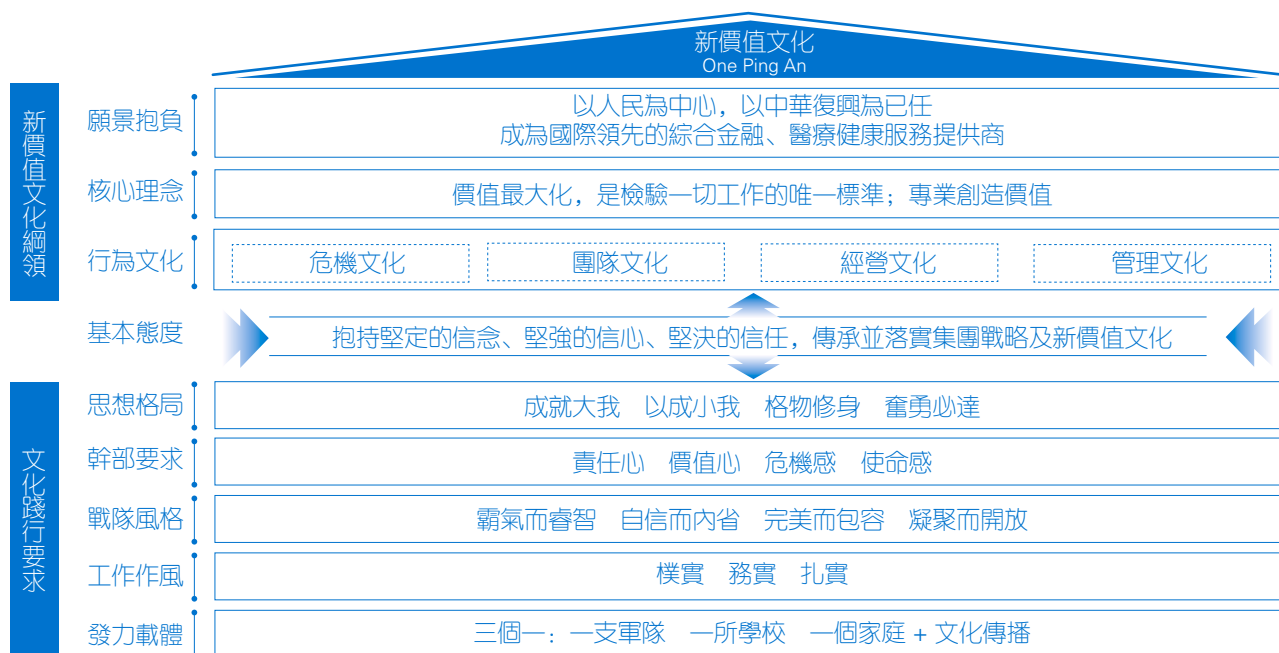 新價值文化
One Ping An
新價值文化綱領
願景抱負
以人民為中心，以中華復興為已任
成為國際領先的綜合金融、醫療健康服務提供商
核心理念
價值最大化，是檢驗一切工作的唯一標準；專業創造價值
行為文化
危機文化
團隊文化
經營文化
管理文化
基本態度
抱持堅定的信念、堅強的信心、堅決的信任，傳承並落實集團戰略及新價值文化
文化踐行要求
思想格局
成就大我　以成小我　格物修身　奮勇必達
幹部要求
責任心　價值心　危機感　使命感
戰隊風格
霸氣而睿智　自信而內省　完美而包容　凝聚而開放
工作作風
樸實　務實　扎實
發力載體
三個一：一支軍隊　一所學校　一個家庭 + 文化傳播